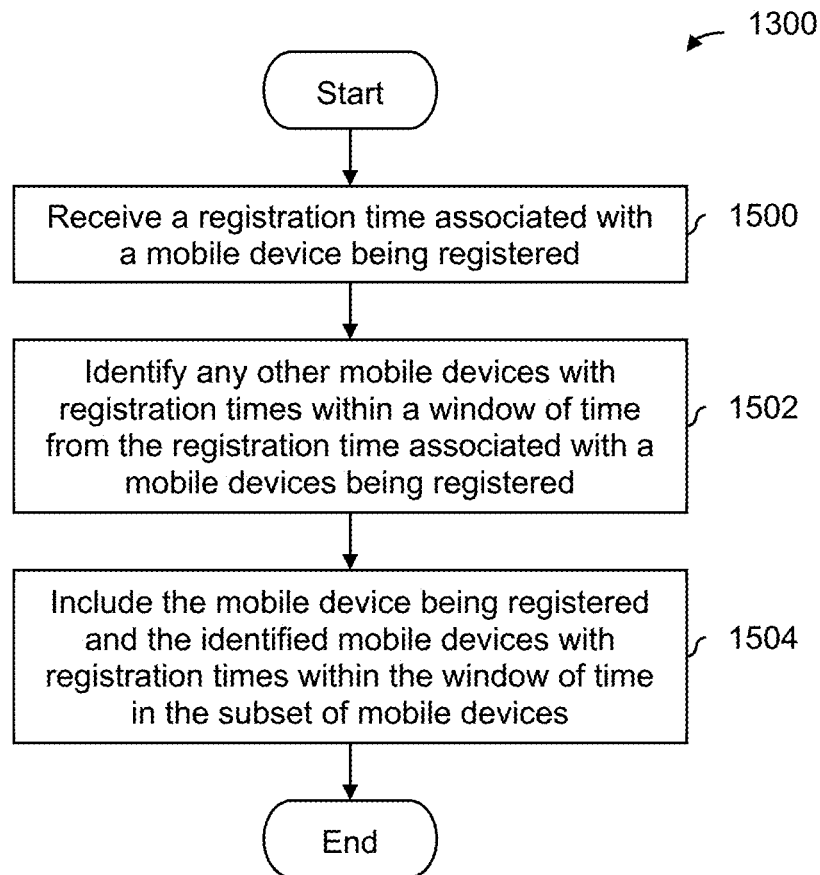 1300
Start
Receive a registration time associated with
a mobile device being registered
1500
Identify any other mobile devices with
registration times within a window of time
from the registration time associated with a
mobile devices being registered
1502
Include the mobile device being registered
and the identified mobile devices with
registration times within the window of time
in the subset of mobile devices
1504
End